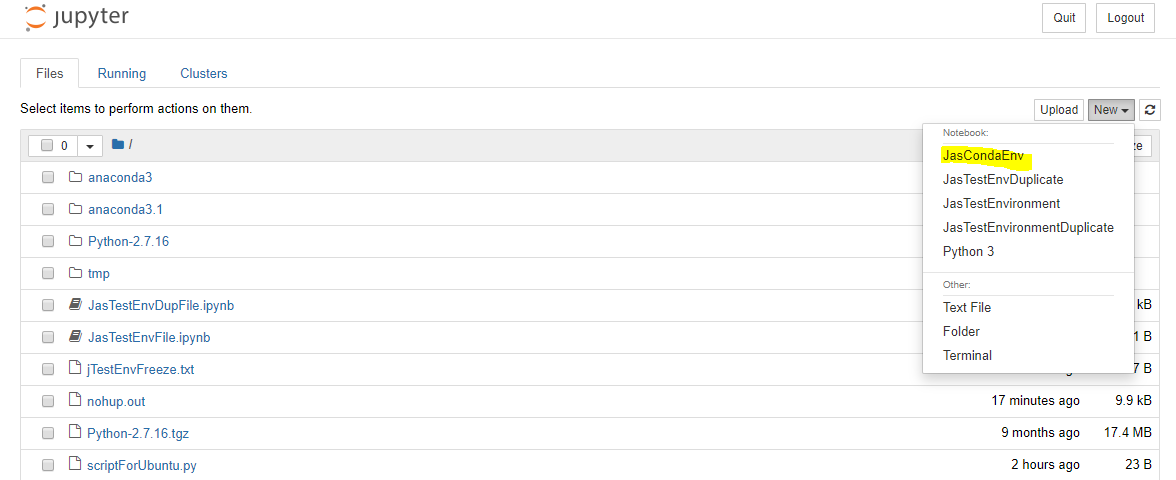 jupyter
Quit Logout
Files Running Clusters
Select items to perform actions on them.
Upload New
0 /
Notebook:
JasCondaEnv
JasTestEnvDuplicate
JasTestEnvironment
JasTestEnvironmentDuplicate
Python 3
Other:
Text File
Folder
Terminal
anaconda3
anaconda3.1
Python-2.7.16
tmp
JasTestEnvDupFile.ipynb kB
JasTestEnvFile.ipynb 1 B
jTestEnvFreeze.txt 7 B
nohup.out 17 minutes ago 9.9 kB
Python-2.7.16.tgz 9 months ago 17.4 MB
scriptForUbuntu.py 2 hours ago 23 B